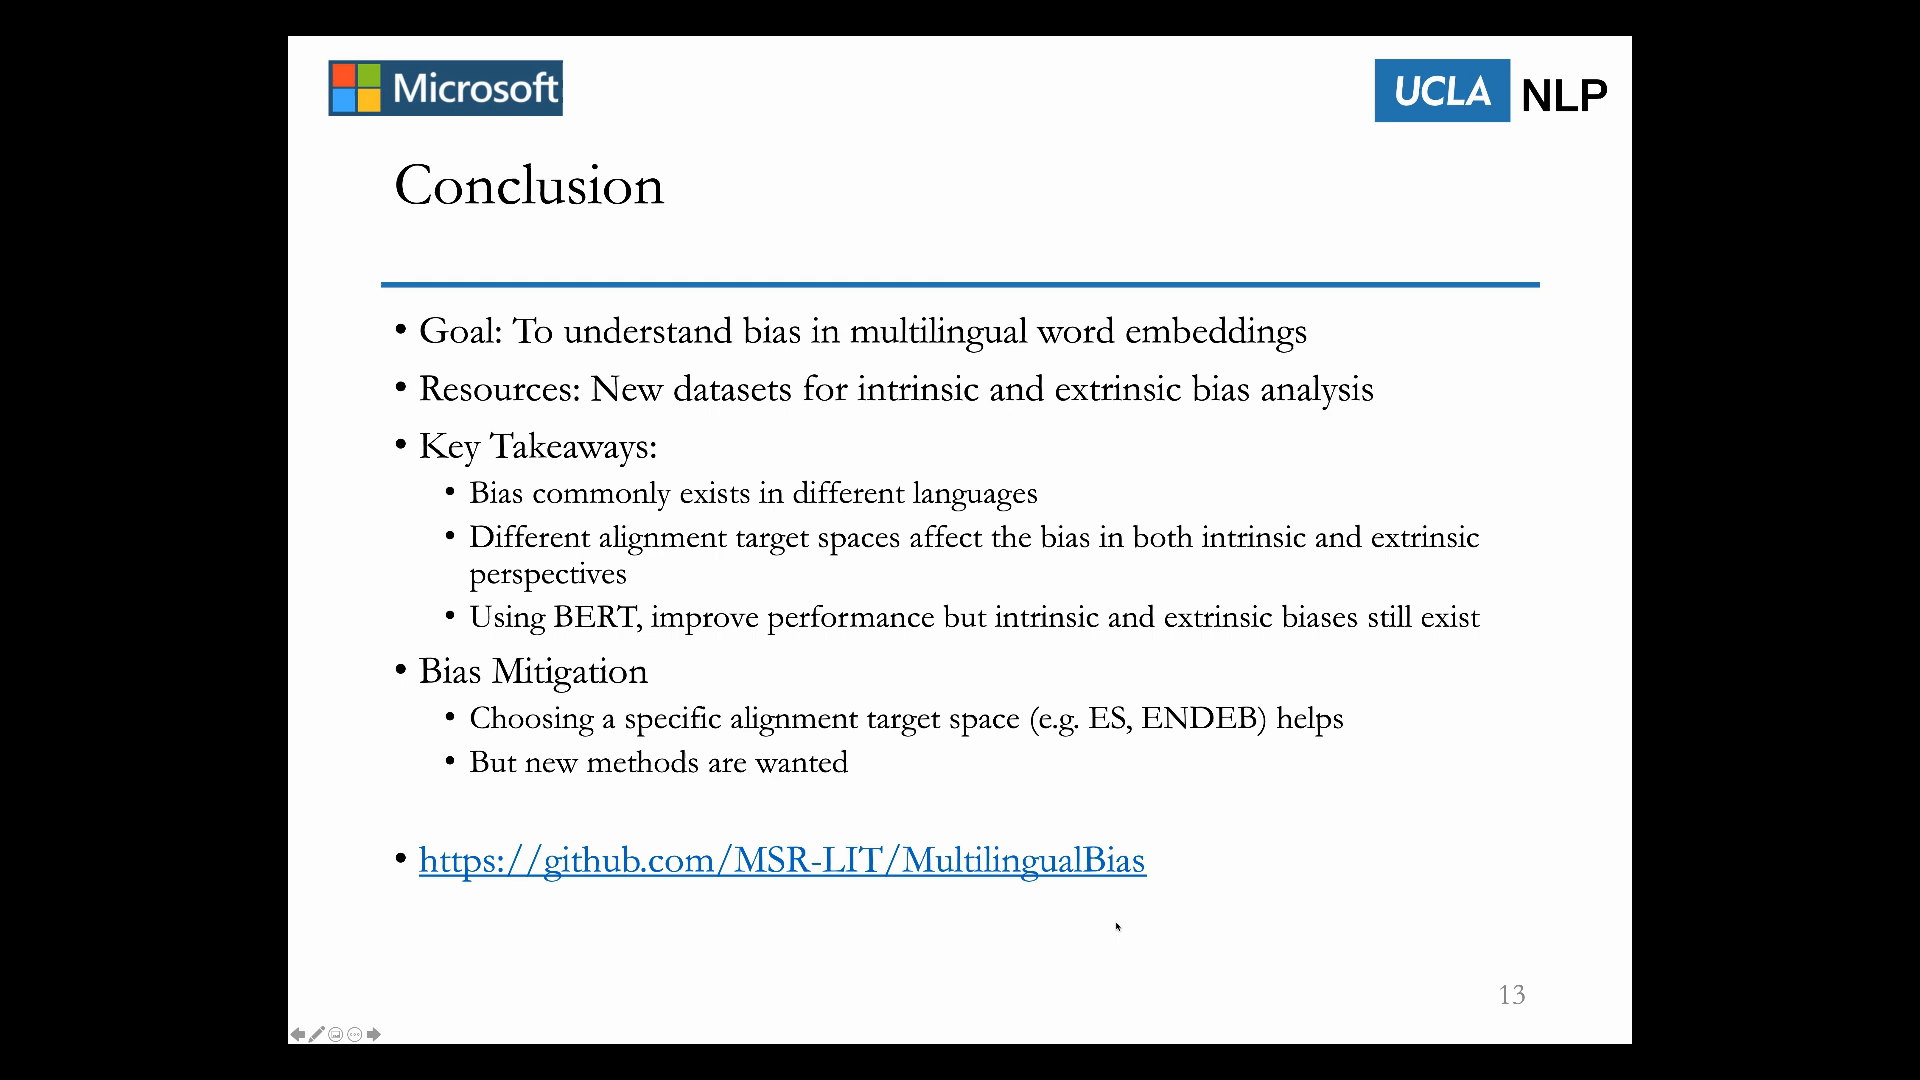 Microsoft
UCLA NLP
Conclusion
• Goal: To understand bias in multilingual word embeddings
• Resources: New datasets for intrinsic and extrinsic bias analysis
• Key Takeaways:
• Bias commonly exists in different languages
• Different alignment target spaces affect the bias in both intrinsic and extrinsic
perspectives
• Using BERT, improve performance but intrinsic and extrinsic biases still exist
• Bias Mitigation
• Choosing a specific alignment target space (e.g. ES, ENDEB) helps
• But new methods are wanted
• https://github.com/MSR-LIT/MultilingualBias
13